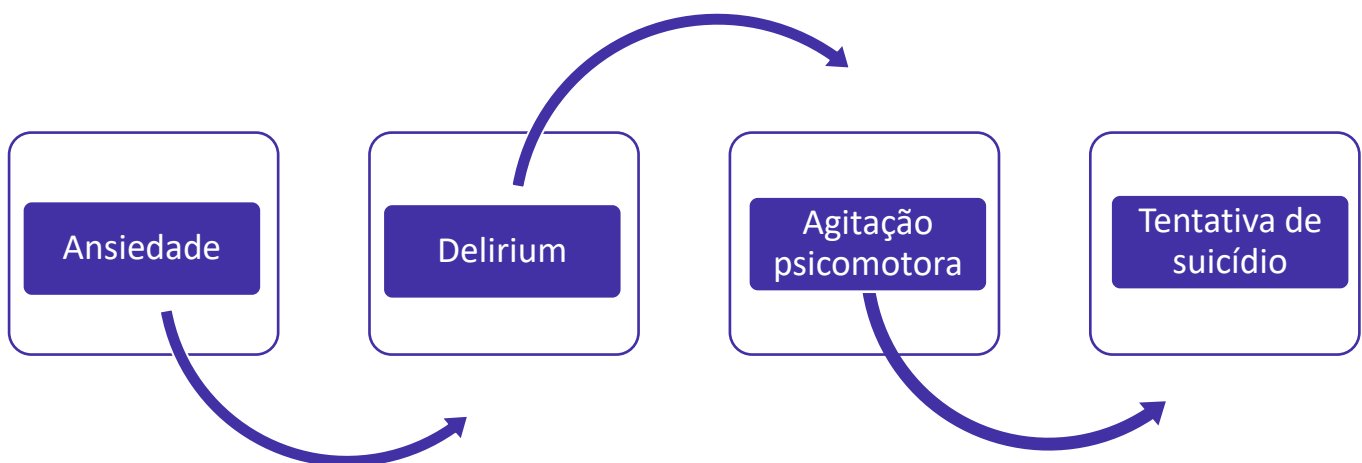 Ansiedade
Delirium
Agitação
psicomotora
Tentativa de
suicídio